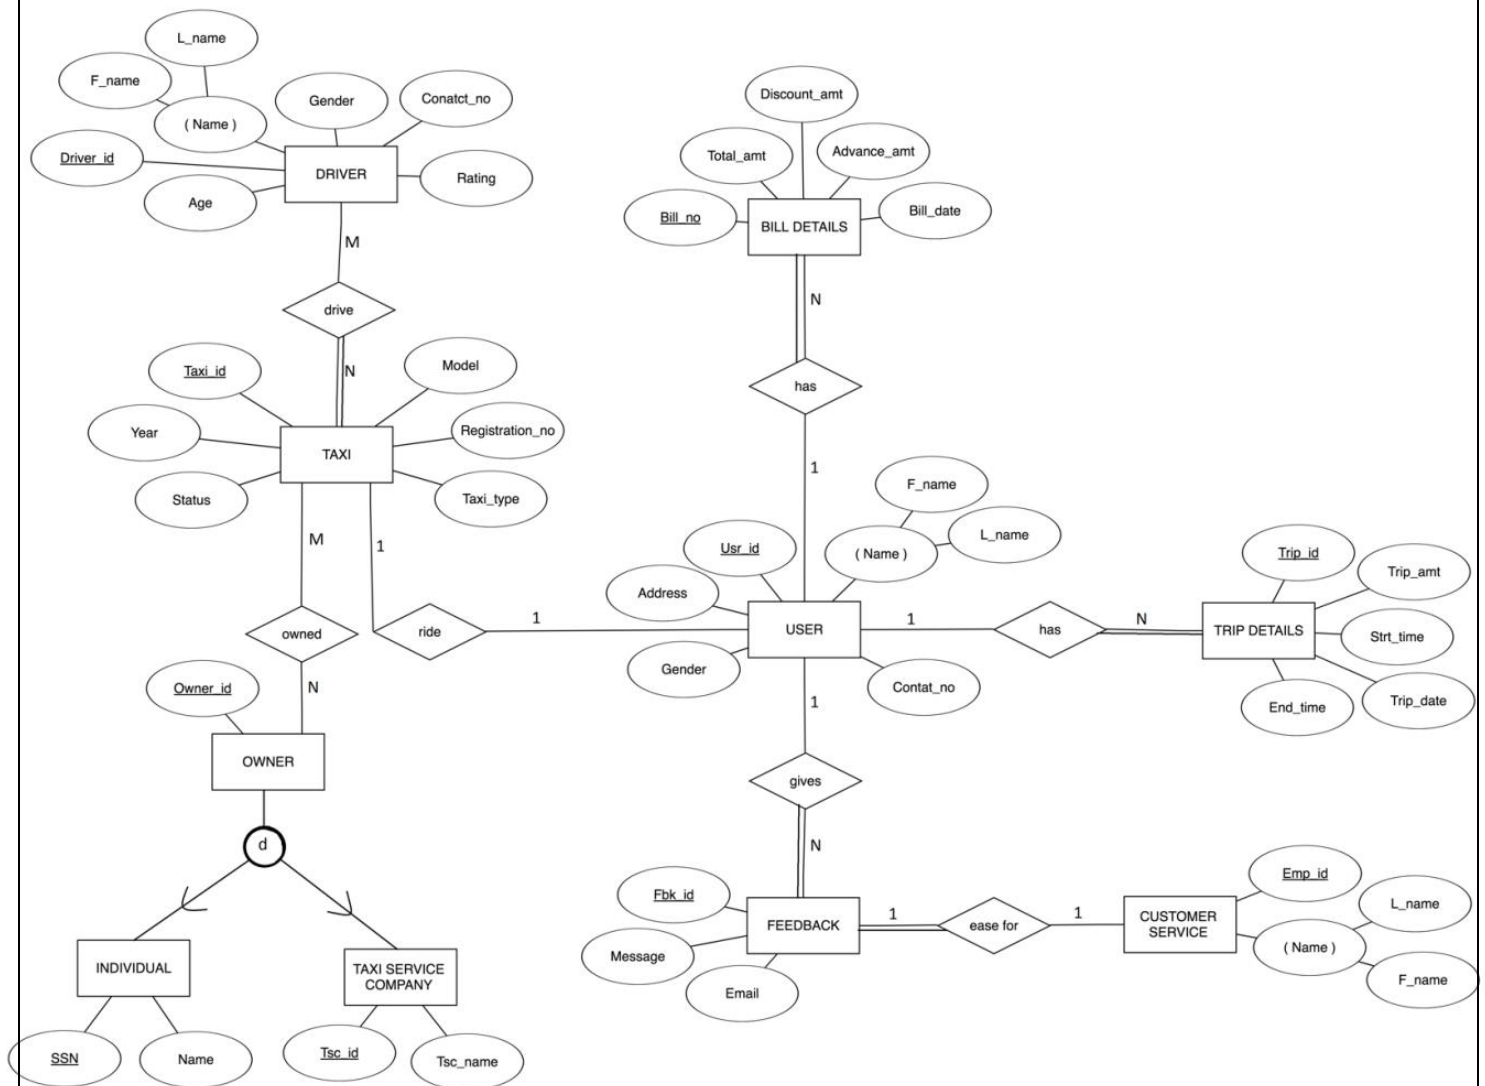 L_name
F_name
( Name )
Gender
Conatct_no
Driver_id
DRIVER
Rating
Age
M
drive
N
Taxi_id
Model
Year
Registration_no
TAXI
Status
Taxi_type
M
1
owned
ride
1
N
Owner_id
OWNER
d
INDIVIDUAL
TAXI SERVICE
COMPANY
SSN
Name
Tsc_id
Tsc_name
Discount_amt
Total_amt
Advance_amt
Bill_no
Bill_date
BILL DETAILS
N
has
1
F_name
L_name
( Name )
Usr_id
Address
USER
Gender
Contat_no
1
has
N
Trip_id
Trip_amt
TRIP DETAILS
Strt_time
End_time
Trip_date
1
gives
N
Fbk_id
FEEDBACK
Message
Email
1
ease for
1
Emp_id
CUSTOMER
SERVICE
L_name
( Name )
F_name